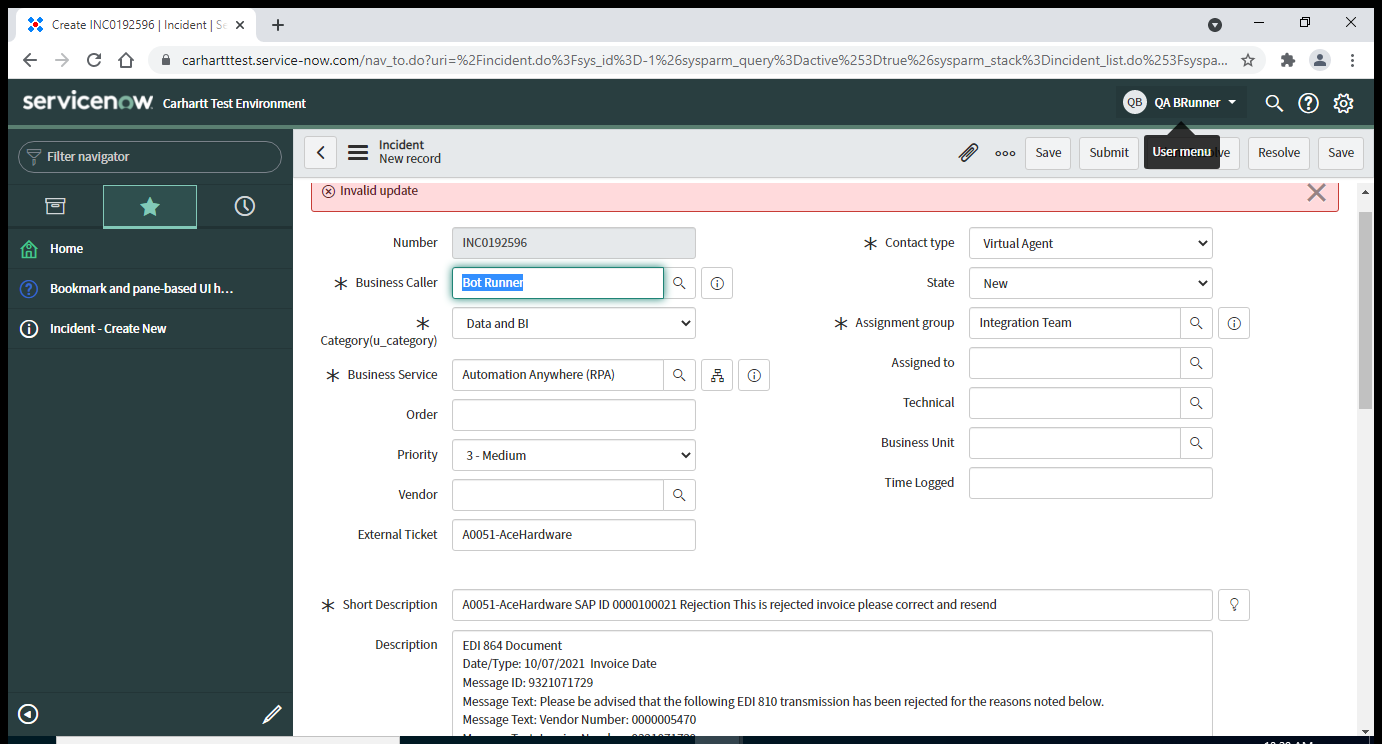 Create INC0192596 | Incident | Se
carhartttest.service-now.com/nav_to.do?uri=%2Fincident.do%3Fsys_id%3D-1%26sysparm_query%3Dactive%253Dtrue%26sysparm_stack%3Dincident_list.do%253Fsyspa...
servicenow. Carhartt Test Environment
QB QA BRunner
Filter navigator
Incident
New record
Save
Submit
User menu
Resolve
Save
Home
Bookmark and pane-based UI h...
Incident - Create New
Invalid update
Number INC0192596
Contact type Virtual Agent
Business Caller Bot Runner
State New
Category(u_category) Data and BI
Assignment group Integration Team
Assigned to
Business Service Automation Anywhere (RPA)
Technical
Order
Business Unit
Priority 3 - Medium
Time Logged
Vendor
External Ticket A0051-AceHardware
Short Description A0051-AceHardware SAP ID 0000100021 Rejection This is rejected invoice please correct and resend
Description
EDI 864 Document
Date/Type: 10/07/2021 Invoice Date
Message ID: 9321071729
Message Text: Please be advised that the following EDI 810 transmission has been rejected for the reasons noted below.
Message Text: Vendor Number: 0000005470